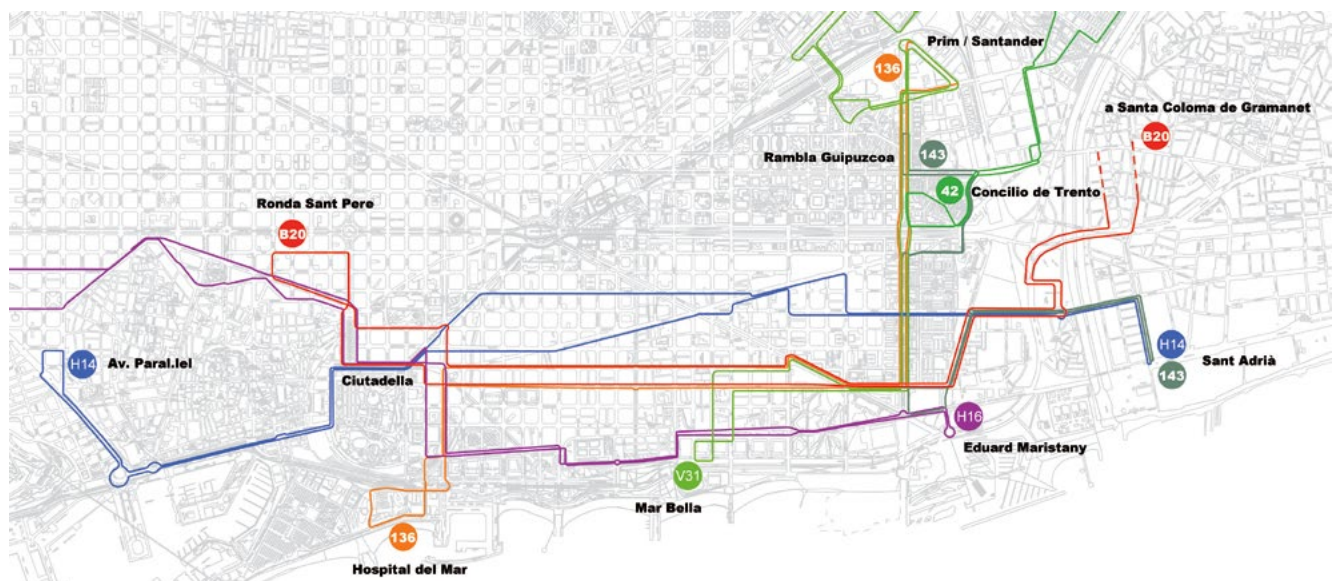 Prim / Santander
136
a Santa Coloma de Gramanet
B20
Rambla Guipuzcoa
143
42
Concilio de Trento
Ronda Sant Pere
B20
H14
Av. Paral.lel
Ciutadella
H14
Sant Adrià
143
H16
Eduard Maristany
V31
Mar Bella
136
Hospital del Mar